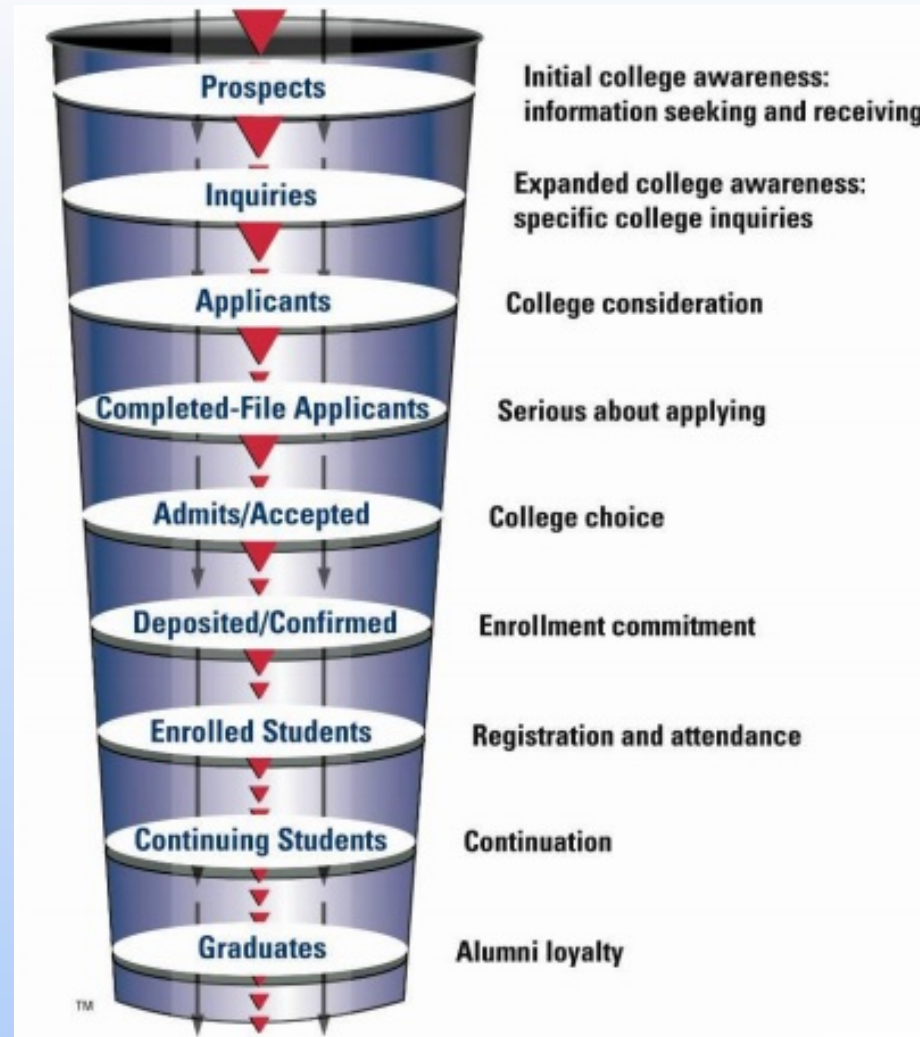 Prospects
Initial college awareness:
information seeking and receiving
Inquiries
Expanded college awareness:
specific college inquiries
Applicants
College consideration
Completed-File Applicants
Serious about applying
Admits/Accepted
College choice
Deposited/Confirmed
Enrollment commitment
Enrolled Students
Registration and attendance
Continuing Students
Continuation
Graduates
Alumni loyalty
TM